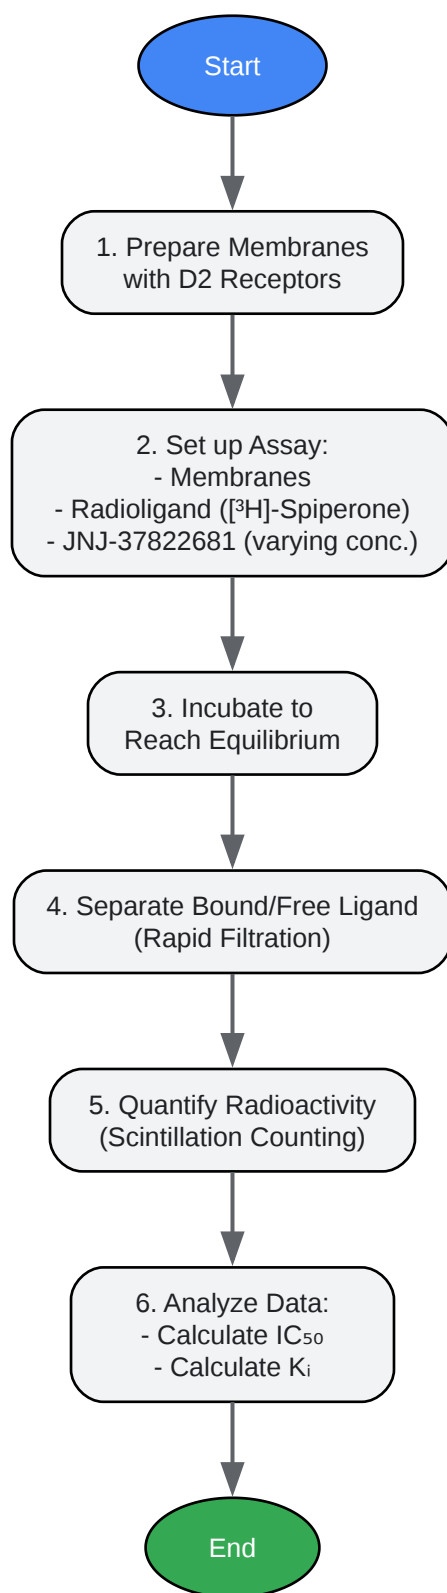 Start
1. Prepare Membranes
with D2 Receptors
2. Set up Assay:
- Membranes
- Radioligand ([³H]-Spiperone)
- JNJ-37822681 (varying conc.)
3. Incubate to
Reach Equilibrium
4. Separate Bound/Free Ligand
(Rapid Filtration)
5. Quantify Radioactivity
(Scintillation Counting)
6. Analyze Data:
- Calculate IC₅₀
- Calculate Kᵢ
End